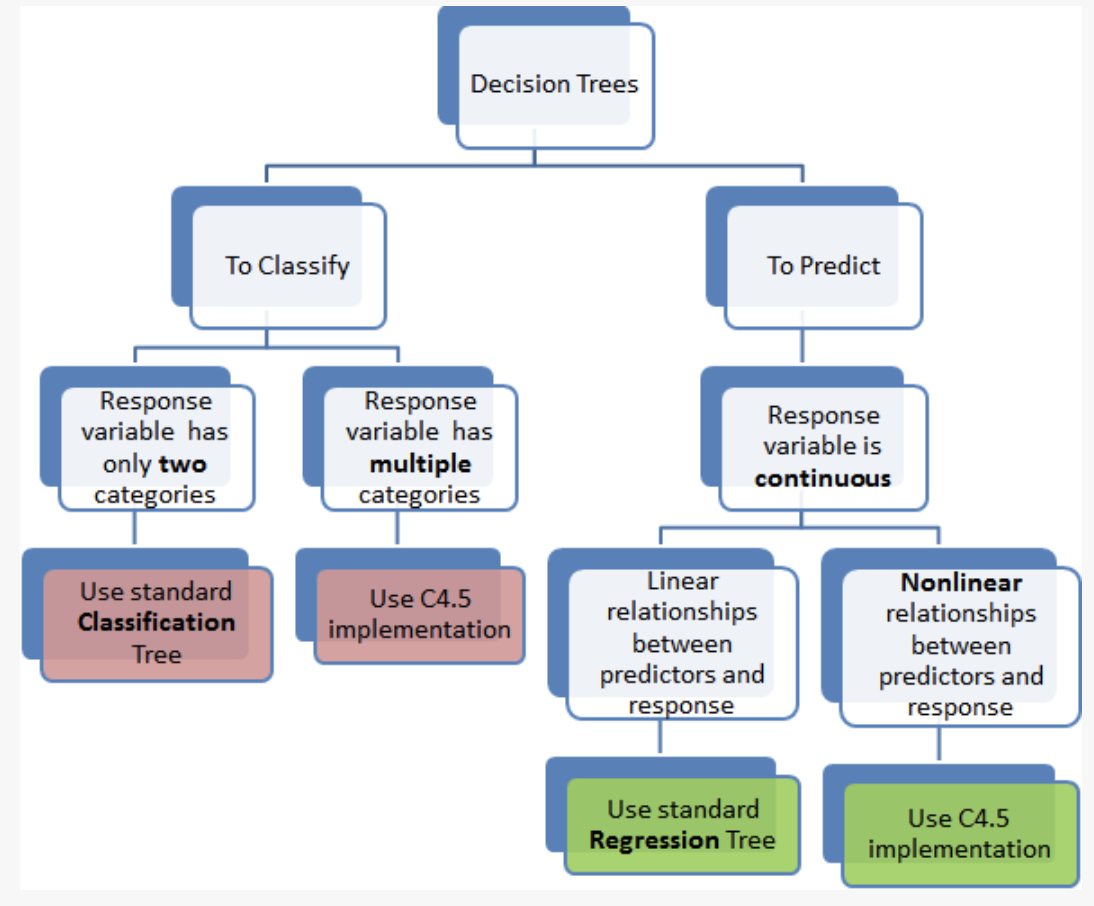 Decision Trees
To Classify
To Predict
Response
variable has
only two
categories
Response
variable has
multiple
categories
Response
variable is
continuous
Use standard
Classification
Tree
Use C4.5
implementation
Linear
relationships
between
predictors and
response
Nonlinear
relationships
between
predictors and
response
Use standard
Regression Tree
Use C4.5
implementation